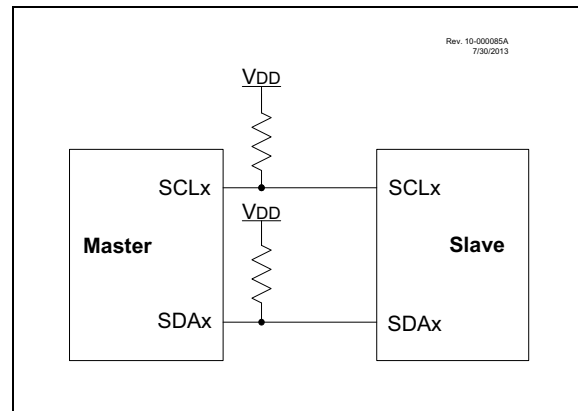 Rev. 10-000085A
7/30/2013
VDD
SCLx
SCLx
VDD
Master
Slave
SDAx
SDAx